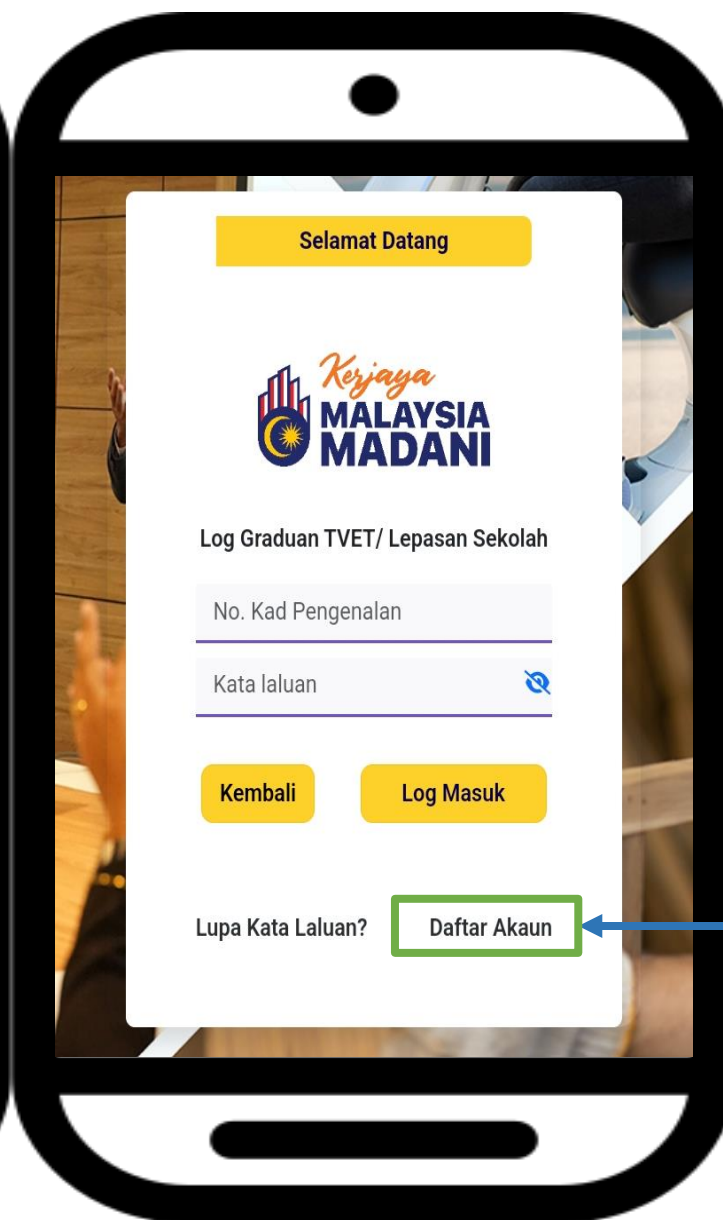 Selamat Datang
Kerjaya
MALAYSIA
MADANI
Log Graduan TVET/ Lepasan Sekolah
No. Kad Pengenalan
Kata laluan
Kembali
Log Masuk
Lupa Kata Laluan?
Daftar Akaun